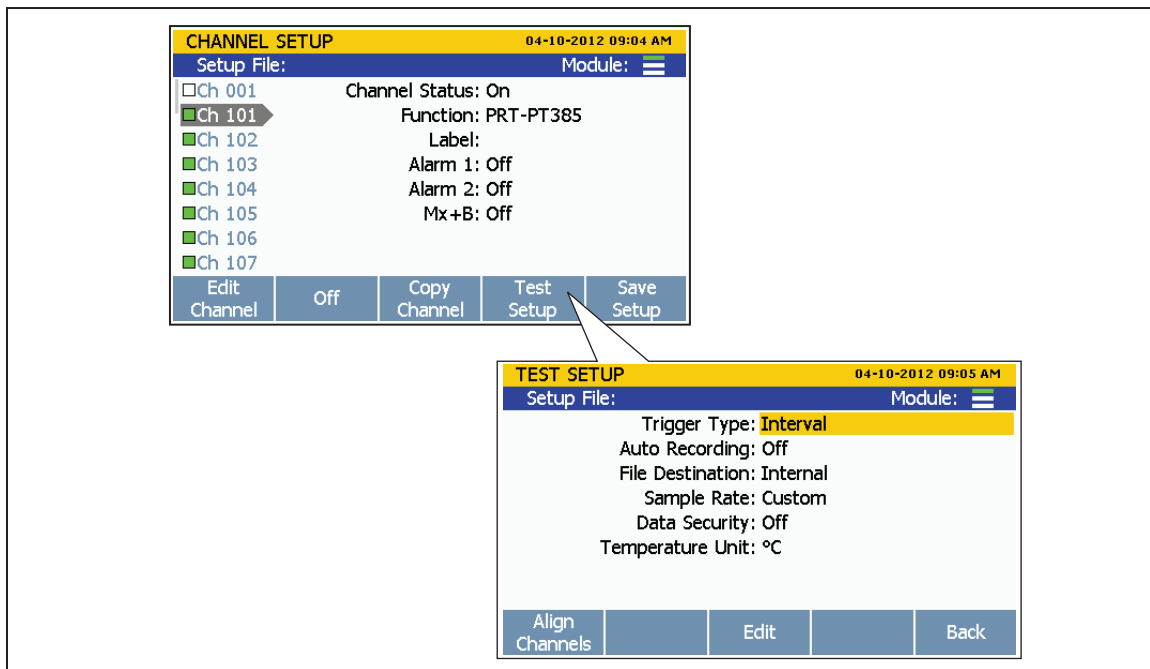 CHANNEL SETUP 04-10-2012 09:04 AM
Setup File: Module:
Ch 001 Channel Status: On
Ch 101 Function: PRT-PT385
Ch 102 Label:
Ch 103 Alarm 1: Off
Ch 104 Alarm 2: Off
Ch 105 Mx+B: Off
Ch 106
Ch 107
Edit Channel Off Copy Channel Test Setup Save Setup
TEST SETUP 04-10-2012 09:05 AM
Setup File: Module:
Trigger Type: Interval
Auto Recording: Off
File Destination: Internal
Sample Rate: Custom
Data Security: Off
Temperature Unit: °C
Align Channels Edit Back